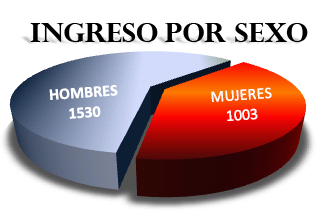 INGRESO POR SEXO
HOMBRES
1530
MUJERES
1003